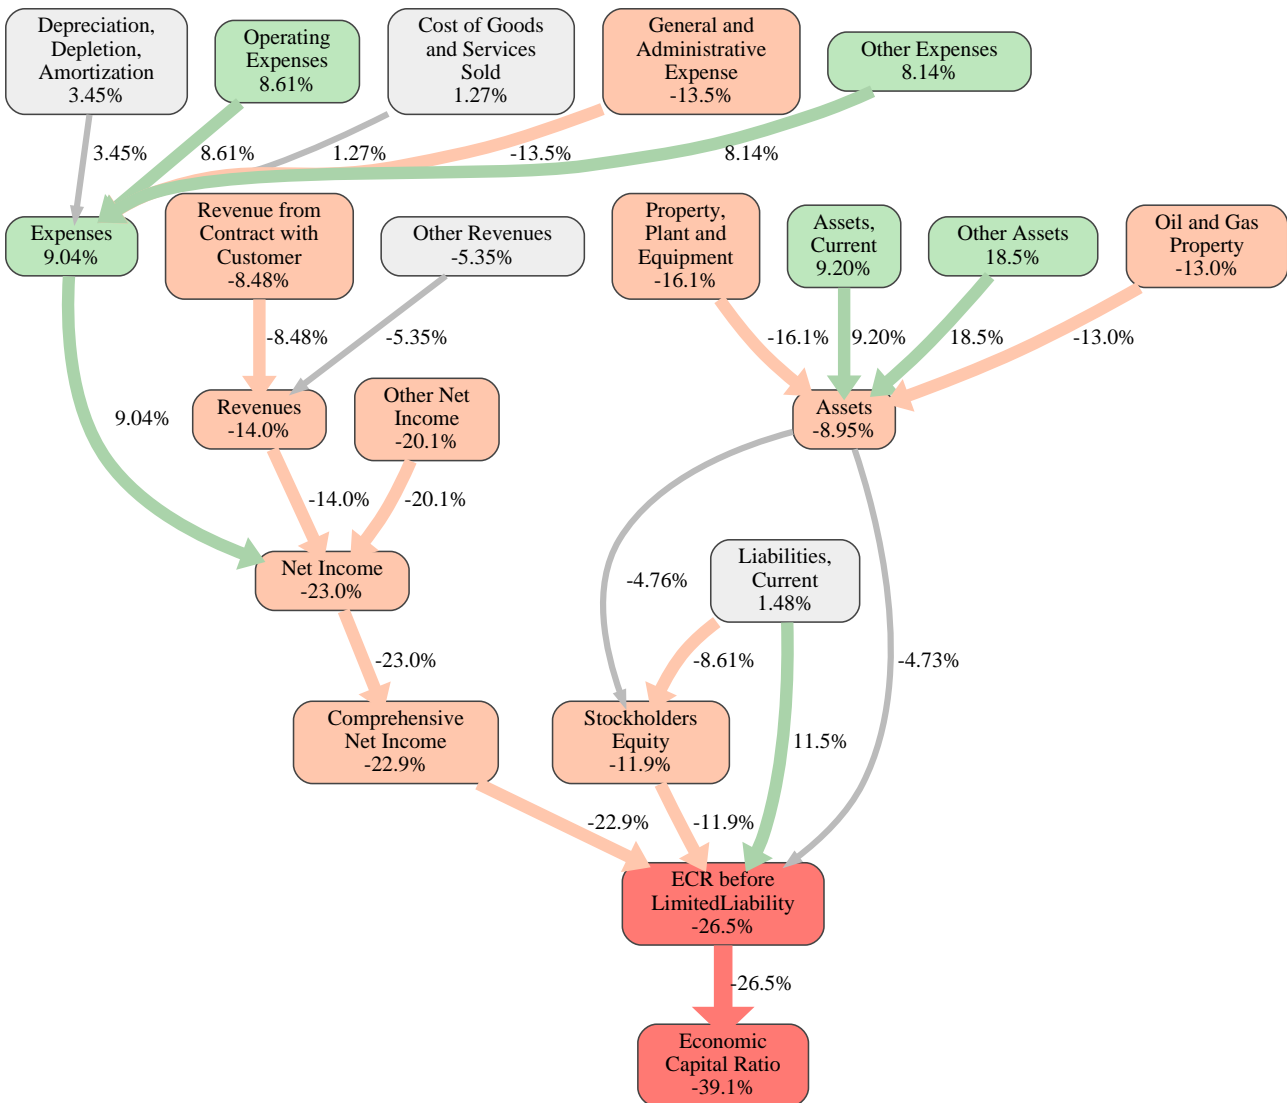 Depreciation,
Depletion,
Amortization
3.45%
Operating
Expenses
8.61%
Cost of Goods
and Services
Sold
1.27%
General and
Administrative
Expense
-13.5%
Other Expenses
8.14%
3.45%
8.61%
1.27%
-13.5%
8.14%
Expenses
9.04%
Revenue from
Contract with
Customer
-8.48%
Other Revenues
-5.35%
Property,
Plant and
Equipment
-16.1%
Assets,
Current
9.20%
Other Assets
18.5%
Oil and Gas
Property
-13.0%
-8.48%
-5.35%
-16.1%
9.20%
18.5%
-13.0%
9.04%
Revenues
-14.0%
Other Net
Income
-20.1%
Assets
-8.95%
-14.0%
-20.1%
Net Income
-23.0%
-4.76%
Liabilities,
Current
1.48%
-23.0%
-8.61%
-4.73%
Comprehensive
Net Income
-22.9%
Stockholders
Equity
-11.9%
11.5%
-22.9%
-11.9%
ECR before
LimitedLiability
-26.5%
-26.5%
Economic
Capital Ratio
-39.1%